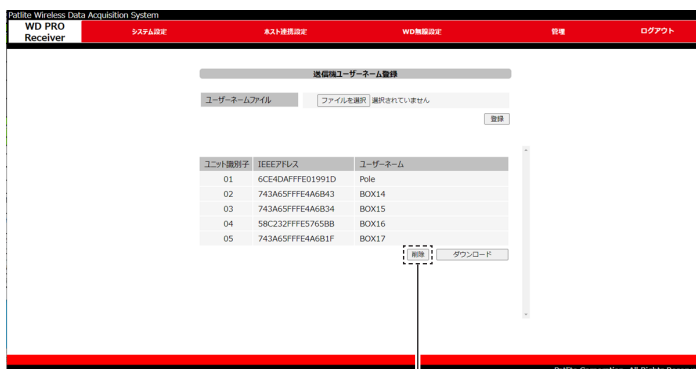 Patlite Wireless Data Acquisition System
WD PRO
Receiver
システム設定
ホスト連携設定
WD無線設定
管理
ログアウト
送信機ユーザーネーム登録
ユーザーネームファイル
ファイルを選択 選択されていません
登録
ユニット識別子 IEEEアドレス ユーザーネーム
01 6CE4DAFFFE01991D Pole
02 743A65FFFE4A6B43 BOX14
03 743A65FFFE4A6B34 BOX15
04 58C232FFFE5765BB BOX16
05 743A65FFFE4A6B1F BOX17
削除 ダウンロード